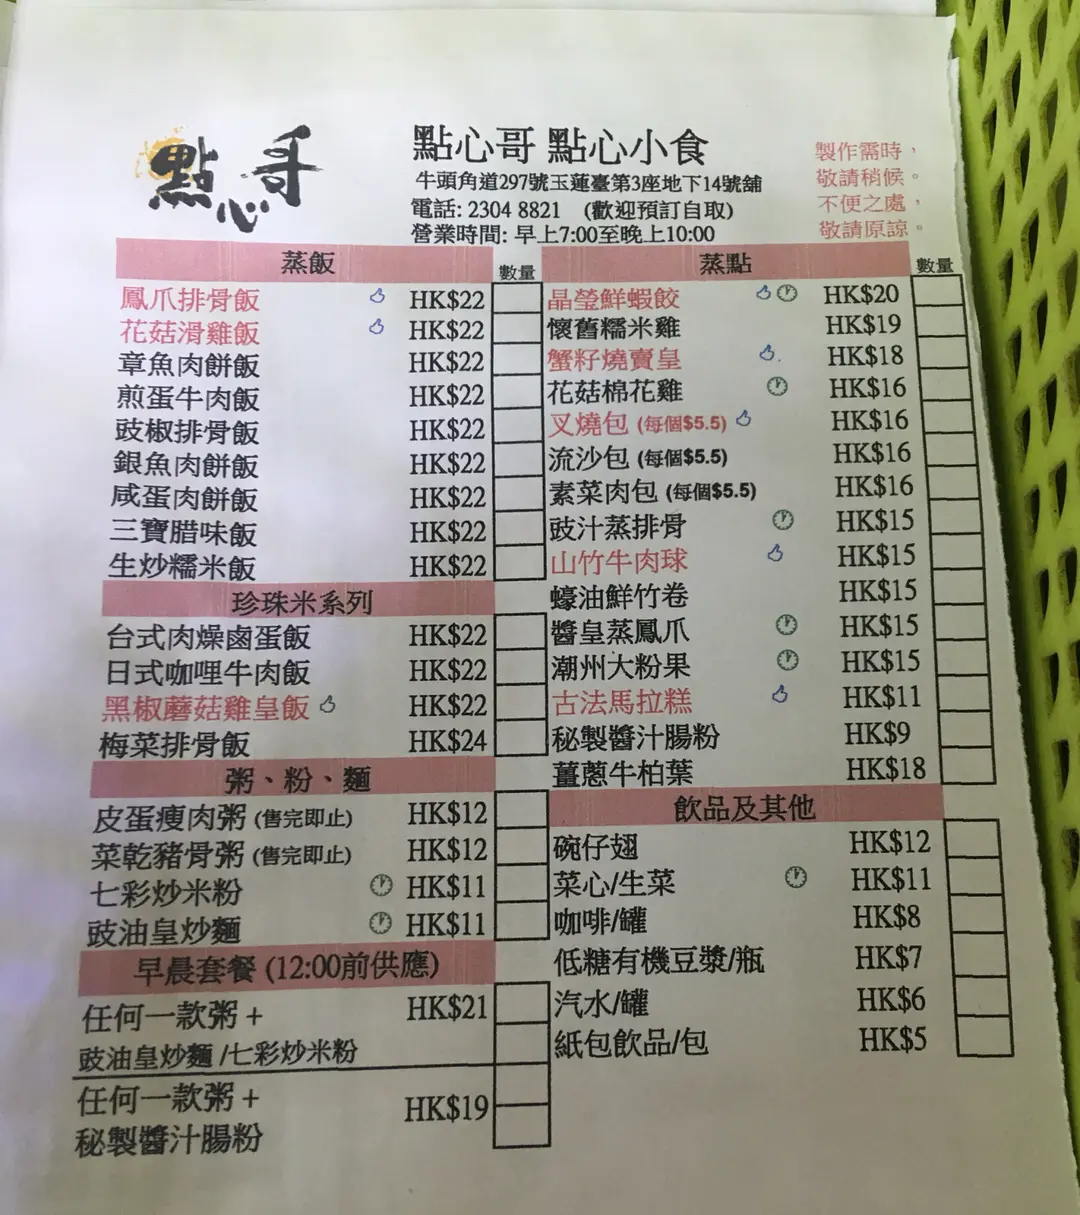 點心哥
點心哥 點心小食
牛頭角道297號玉蓮臺第3座地下14號舖
電話: 2304 8821 (歡迎預訂自取)
營業時間: 早上7:00至晚上10:00
製作需時，
敬請稍候。
不便之處，
敬請原諒。
蒸飯 數量
鳳爪排骨飯 HK$22
花菇滑雞飯 HK$22
章魚肉餅飯 HK$22
煎蛋牛肉飯 HK$22
豉椒排骨飯 HK$22
銀魚肉餅飯 HK$22
咸蛋肉餅飯 HK$22
三寶腊味飯 HK$22
生炒糯米飯 HK$22
珍珠米系列
台式肉燥鹵蛋飯 HK$22
日式咖哩牛肉飯 HK$22
黑椒蘑菇雞皇飯 HK$22
梅菜排骨飯 HK$24
粥、粉、麵
皮蛋瘦肉粥 (售完即止) HK$12
菜乾豬骨粥 (售完即止) HK$12
七彩炒米粉 HK$11
豉油皇炒麵 HK$11
早晨套餐 (12:00前供應)
任何一款粥 + HK$21
豉油皇炒麵 /七彩炒米粉
任何一款粥 +
HK$19
秘製醬汁腸粉
蒸點 數量
晶瑩鮮蝦餃 HK$20
懷舊糯米雞 HK$19
蟹籽燒賣皇 HK$18
花菇棉花雞 HK$16
叉燒包 (每個$5.5) HK$16
流沙包 (每個$5.5) HK$16
素菜肉包 (每個$5.5) HK$16
豉汁蒸排骨 HK$15
山竹牛肉球 HK$15
蠔油鮮竹卷 HK$15
醬皇蒸鳳爪 HK$15
潮州大粉果 HK$15
古法馬拉糕 HK$11
秘製醬汁腸粉 HK$9
薑蔥牛柏葉 HK$18
飲品及其他
碗仔翅 HK$12
菜心/生菜 HK$11
咖啡/罐 HK$8
低糖有機豆漿/瓶 HK$7
汽水/罐 HK$6
紙包飲品/包 HK$5